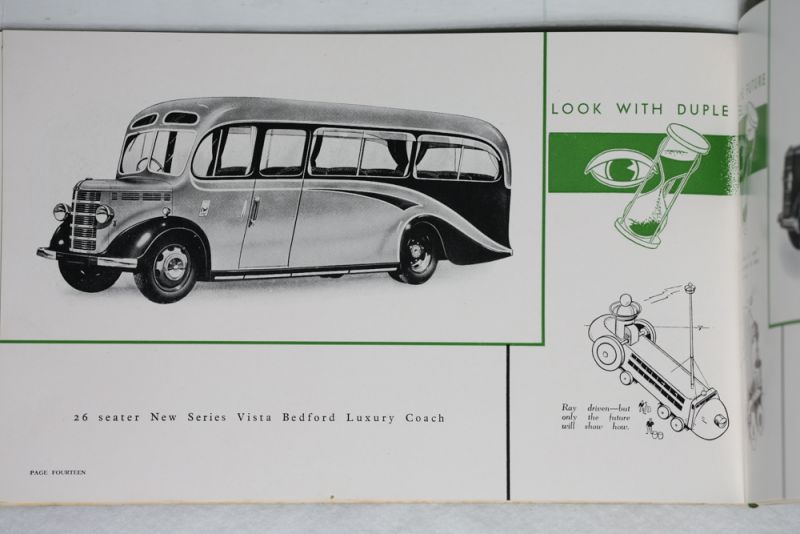 LOOK WITH DUPLE
26 seater New Series Vista Bedford Luxury Coach
Ray driven—but
only the future
will show how.
PAGE FOURTEEN
FUTURE